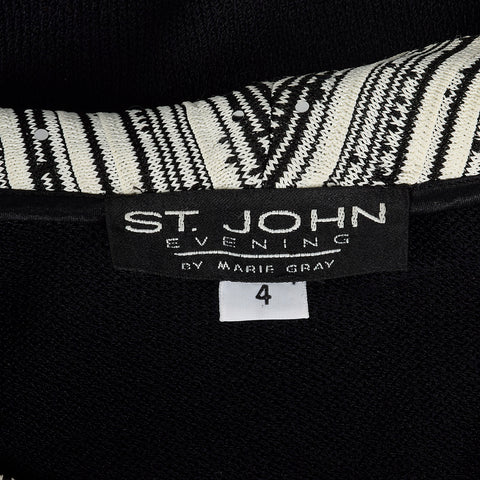 ST. JOHN
EVENING
BY MARIE GRAY
4